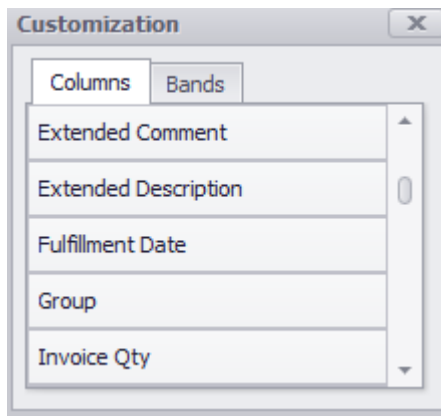 Customization
Columns Bands
Extended Comment
Extended Description
Fulfillment Date
Group
Invoice Qty